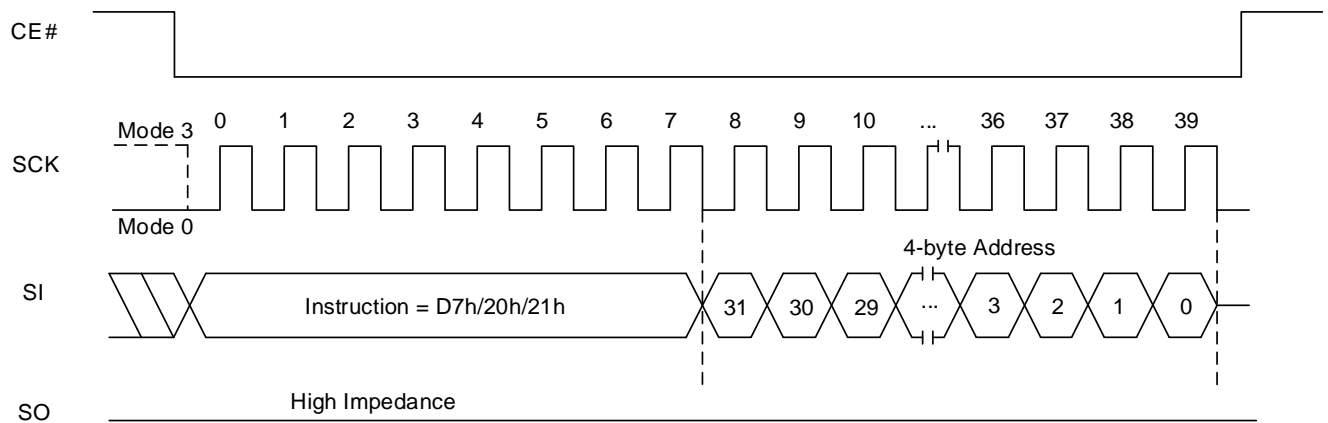 CE#
Mode 3
0 1 2 3 4 5 6 7 8 9 10 ... 36 37 38 39
SCK
Mode 0
4-byte Address
SI
Instruction = D7h/20h/21h
31 30 29 ... 3 2 1 0
High Impedance
SO